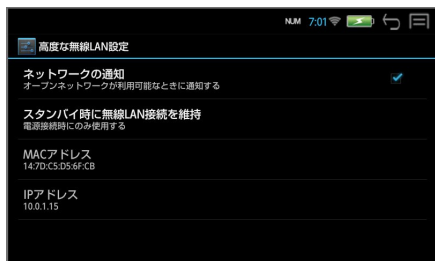 NUM 7:01
高度な無線LAN設定
ネットワークの通知
オープンネットワークが利用可能なときに通知する
スタンバイ時に無線LAN接続を維持
電源接続時にのみ使用する
MACアドレス
14:7D:C5:D5:6F:CB
IPアドレス
10.0.1.15